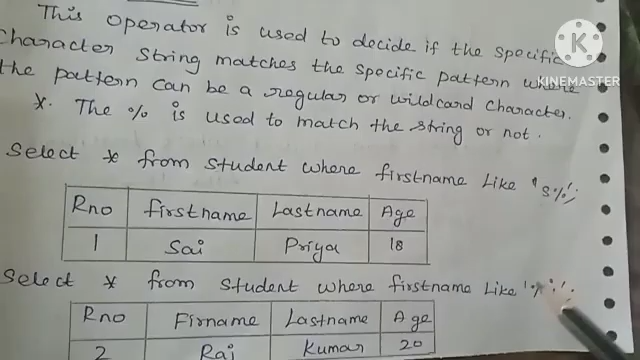 This operator is used to decide if the specific
character string matches the specific pattern where
the pattern can be a regular or wildcard character.
*. The % is used to match the string or not.
Select * from student where firstname Like 's%';
Rno firstname Lastname Age
1 Sai Priya 18
Select * from student where firstname Like '%
Rno Firname Lastname Age
2 Raj Kumar 20
KINEMASTER